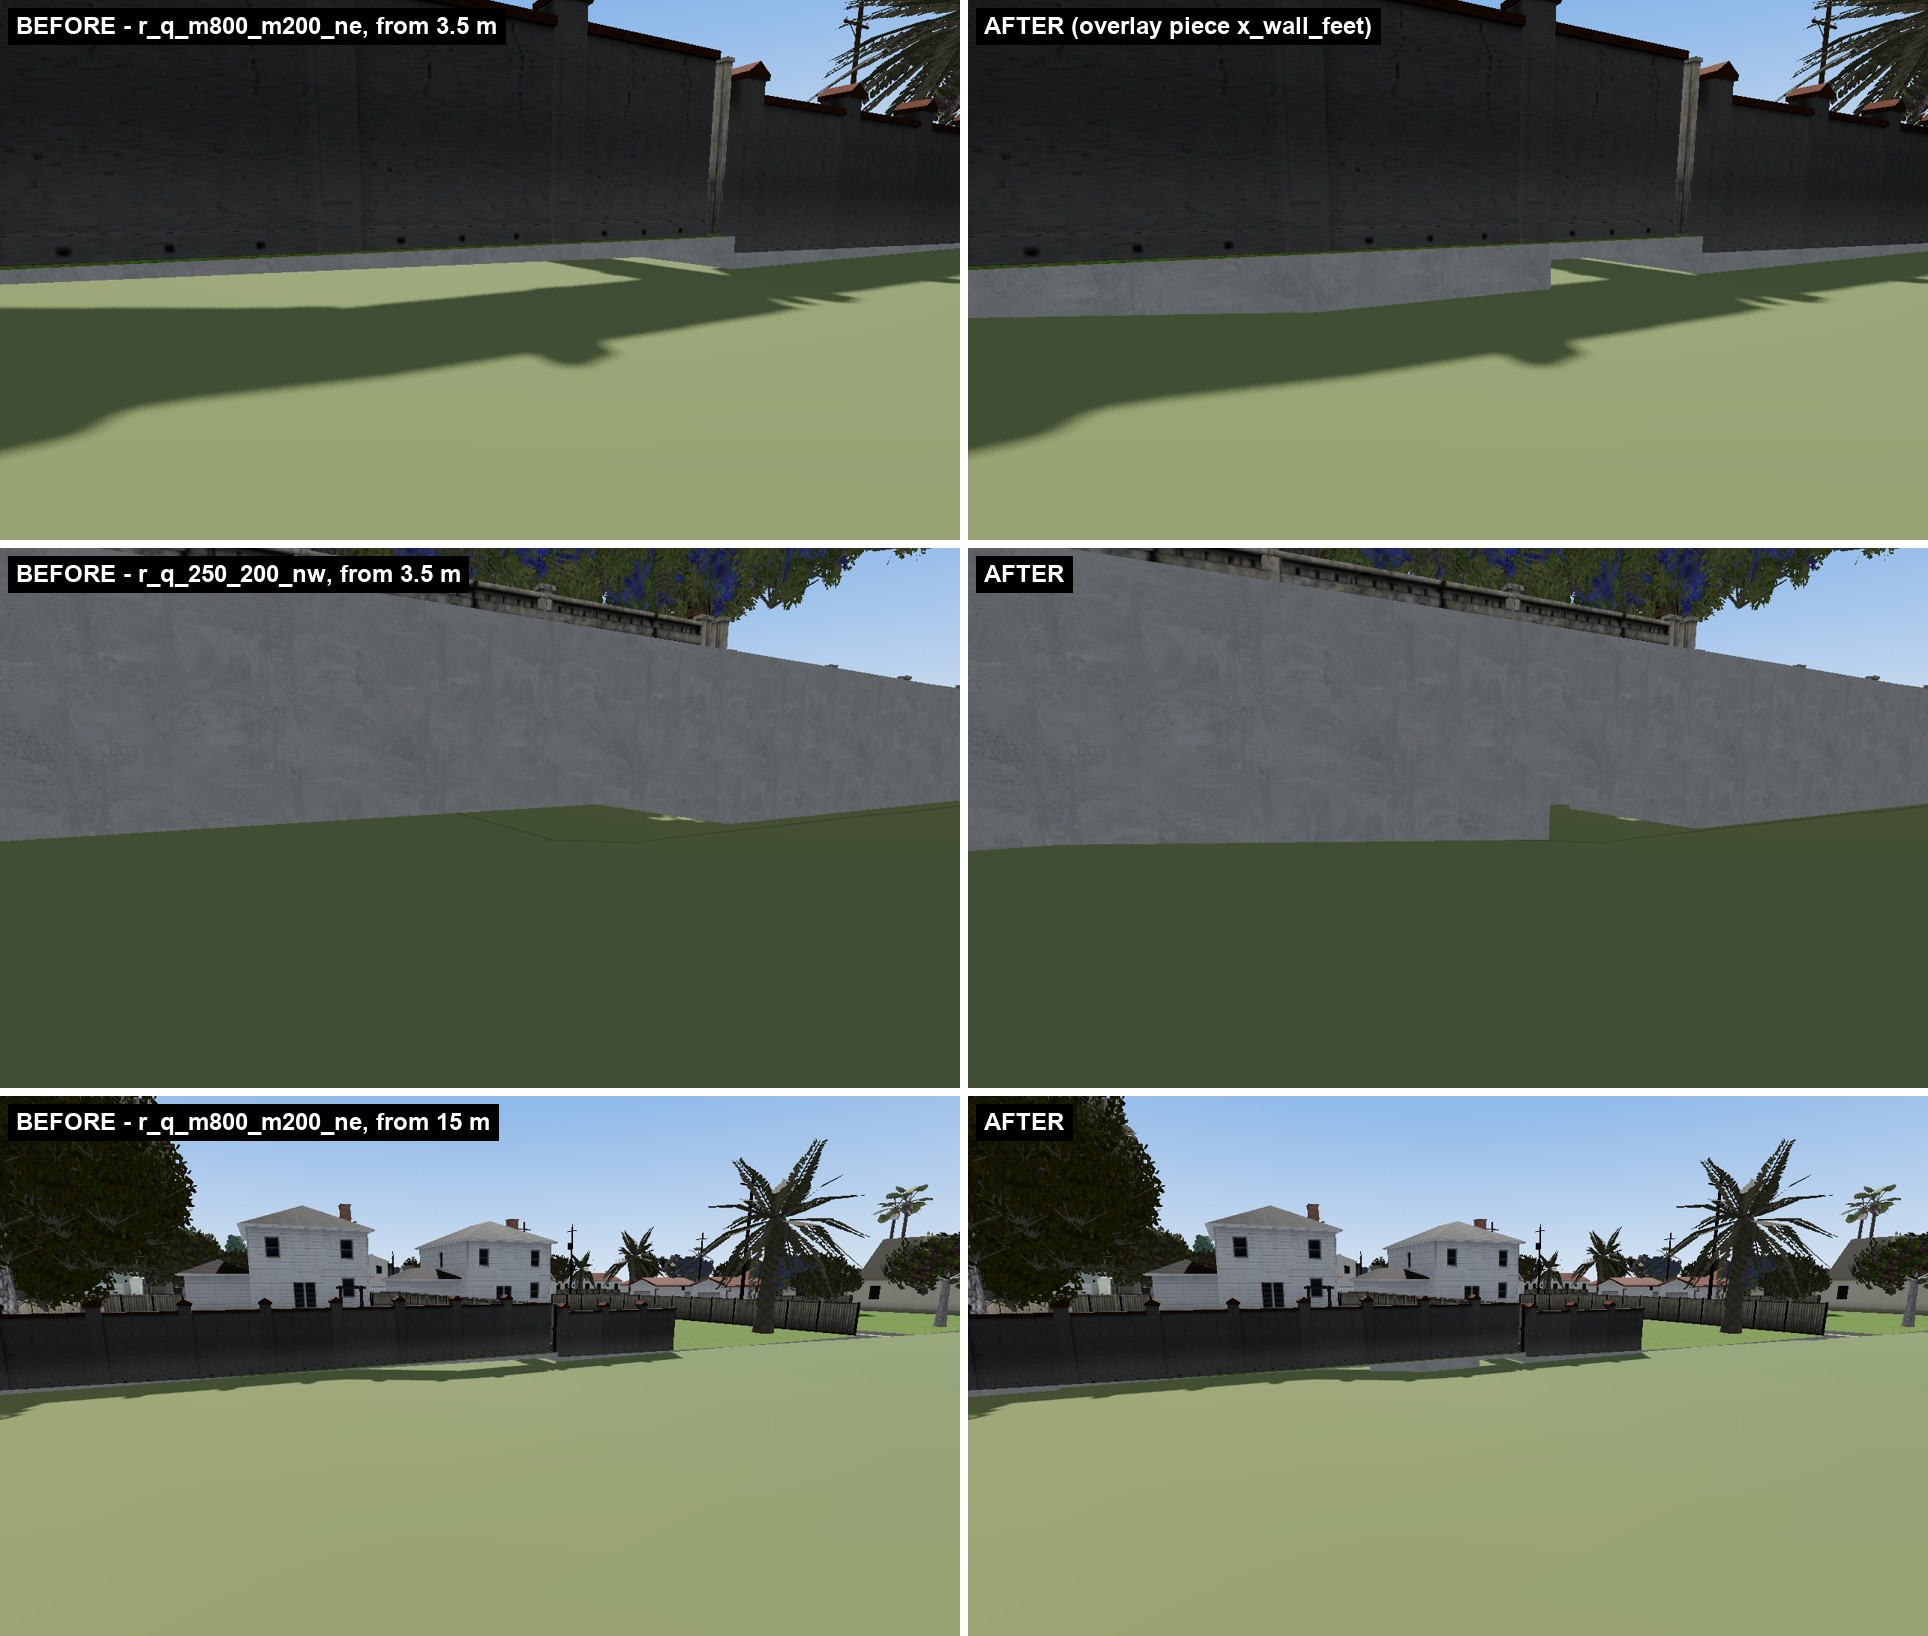 BEFORE - r_q_m800_m200_ne, from 3.5 m
AFTER (overlay piece x_wall_feet)
BEFORE - r_q_250_200_nw, from 3.5 m
AFTER
BEFORE - r_q_m800_m200_ne, from 15 m
AFTER